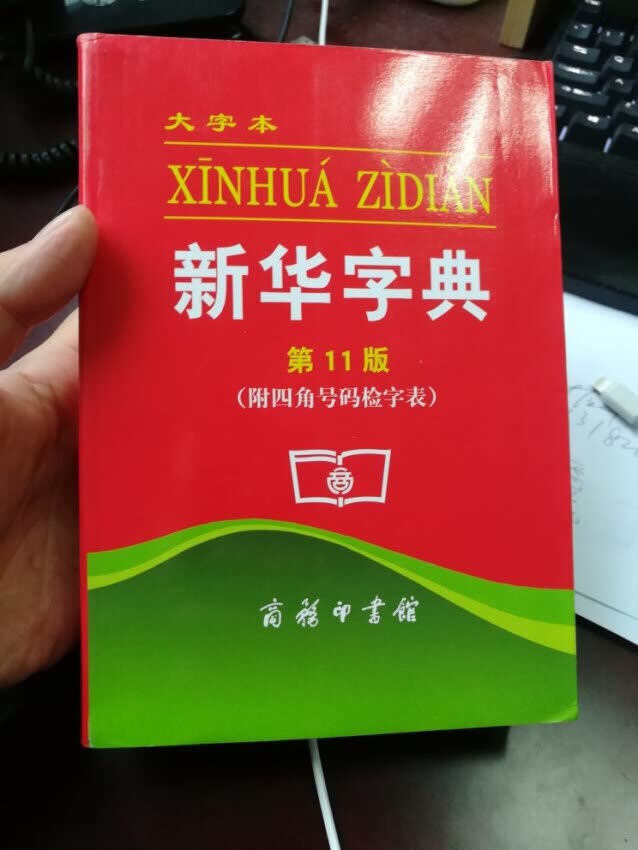 大字本
XĪNHUÁ ZÌDIǍN
新华字典
第11版
（附四角号码检字表）
商
商務印書館